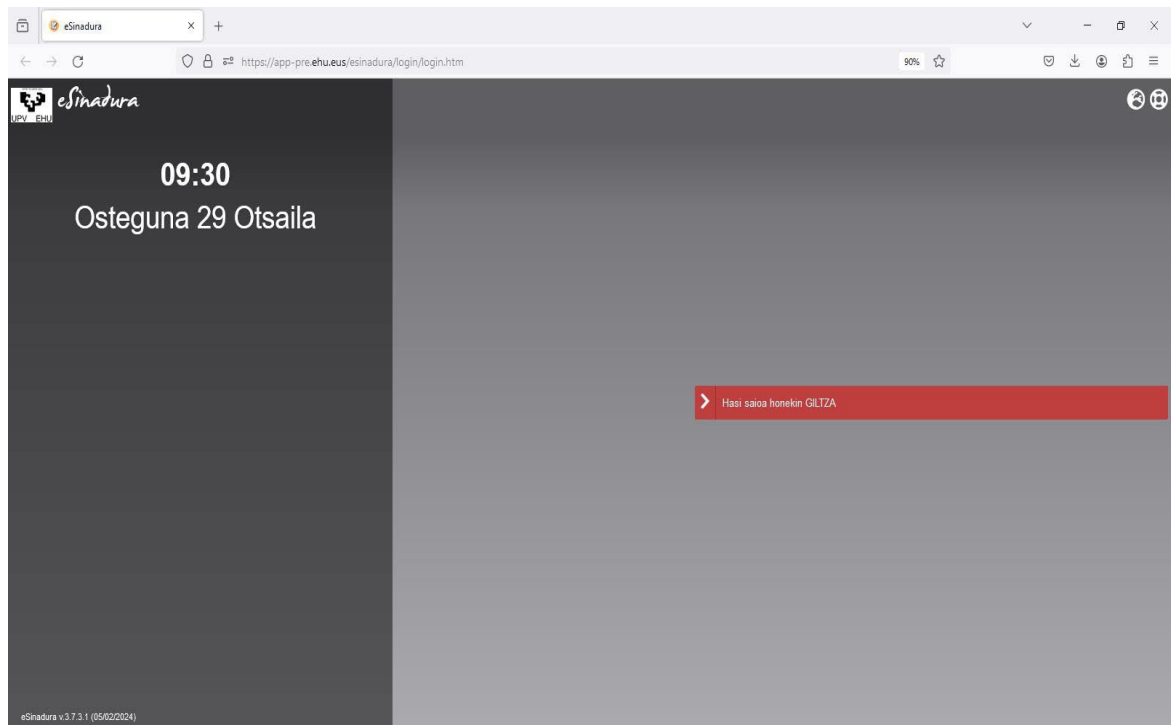 eSinadura
https://app-pre.ehu.eus/esinadura/login/login.htm
90%
eSinadura
UPV EHU
09:30
Osteguna 29 Otsaila
Hasi saioa honekin GILTZA
eSinadura v.3.7.3.1 (05/02/2024)